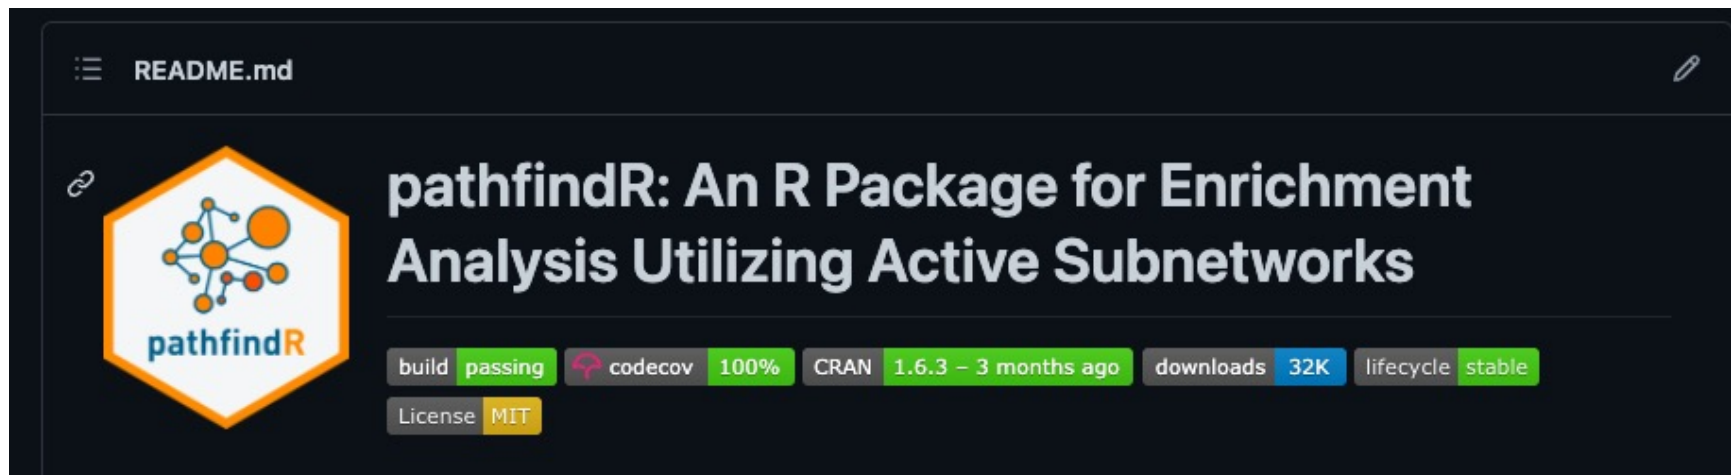 README.md
pathfindR: An R Package for Enrichment
Analysis Utilizing Active Subnetworks
pathfindR
build passing codecov 100% CRAN 1.6.3 – 3 months ago downloads 32K lifecycle stable
License MIT